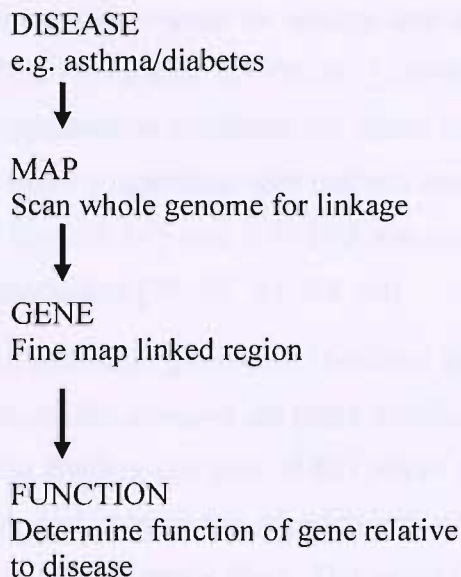 DISEASE
e.g. asthma/diabetes
MAP
Scan whole genome for linkage
GENE
Fine map linked region
FUNCTION
Determine function of gene relative
to disease